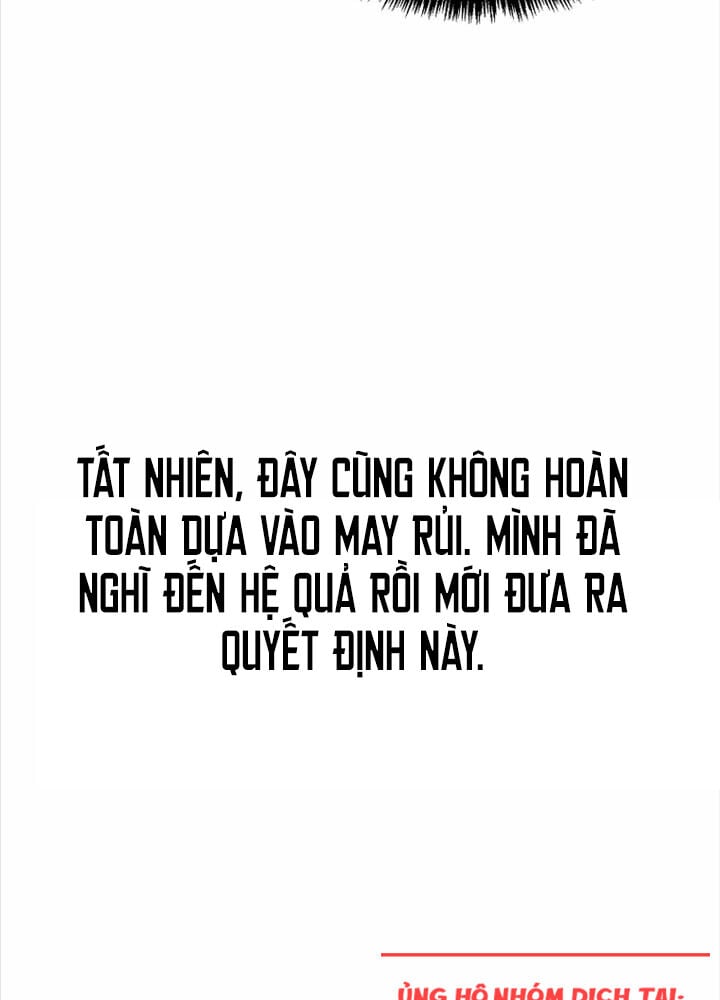 TẤT NHIÊN, ĐÂY CŨNG KHÔNG HOÀN
TOÀN DỰA VÀO MAY RỦI. MÌNH ĐÃ
NGHĨ ĐẾN HỆ QUẢ RỒI MỚI ĐƯA RA
QUYẾT ĐỊNH NÀY.
ỦNG HỘ NHÓM DỊCH TẠI: